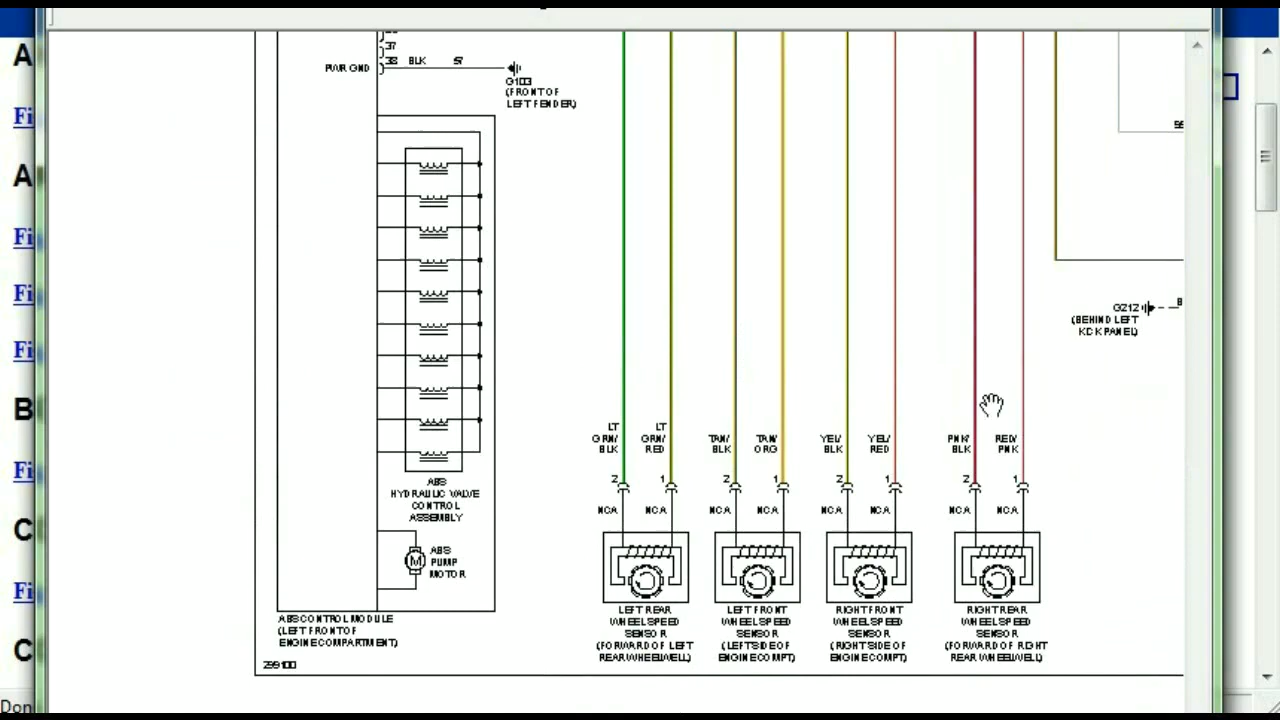 37
PWR GND 38 BLK 57
G103
(FRONT OF
LEFT FENDER)
G212
(BEHIND LEFT
KICK PANEL)
LT GRN/ BLK
LT GRN/ RED
TAN/ BLK
TAN/ ORG
YEL/ BLK
YEL/ RED
PNK/ BLK
RED/ PNK
2 1 2 1 2 1 2 1
NCA NCA NCA NCA NCA NCA NCA NCA
ABS
HYDRAULIC VALVE
CONTROL
ASSEMBLY
M
ABS
PUMP
MOTOR
ABS CONTROL MODULE
(LEFT FRONT OF
ENGINE COMPARTMENT)
LEFT REAR
WHEEL SPEED
SENSOR
(FORWARD OF LEFT
REAR WHEELWELL)
LEFT FRONT
WHEEL SPEED
SENSOR
(LEFT SIDE OF
ENGINE COMPT)
RIGHT FRONT
WHEEL SPEED
SENSOR
(RIGHT SIDE OF
ENGINE COMPT)
RIGHT REAR
WHEEL SPEED
SENSOR
(FORWARD OF RIGHT
REAR WHEELWELL)
299100
A
Fi
A
Fi
Fi
Fi
B
Fi
C
Fi
C
Don